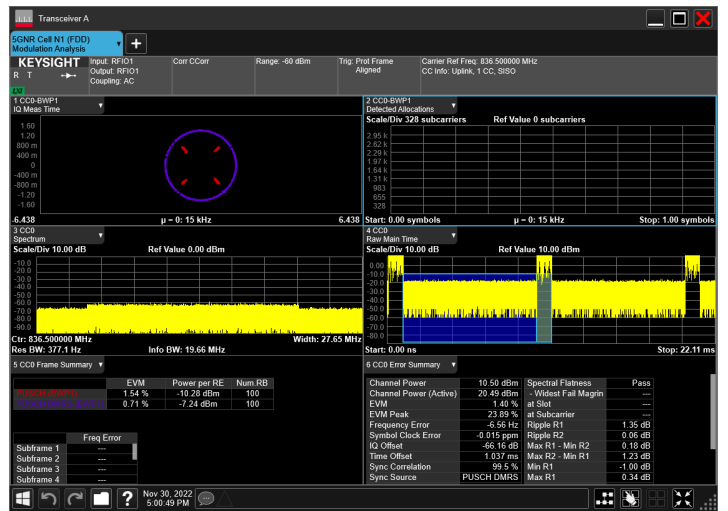 Transceiver A
5GNR Cell N1 (FDD)
Modulation Analysis
KEYSIGHT
R T
LXI
Input: RFIO1
Output: RFIO1
Coupling: AC
Corr CCorr
Range: -60 dBm
Trig: Prot Frame
Aligned
Carrier Ref Freq: 836.500000 MHz
CC Info: Uplink, 1 CC, SISO
1 CC0-BWP1
IQ Meas Time
1.60
1.20
800 m
400 m
0
-400 m
-800 m
-1.20
-1.60
-6.438
μ = 0: 15 kHz
6.438
2 CC0-BWP1
Detected Allocations
Scale/Div 328 subcarriers
Ref Value 0 subcarriers
2.95 k
2.62 k
2.29 k
1.97 k
1.64 k
1.31 k
983
655
328
Start: 0.00 symbols
μ = 0: 15 kHz
Stop: 1.00 symbols
3 CC0
Spectrum
Scale/Div 10.00 dB
Ref Value 0.00 dBm
-10.0
-20.0
-30.0
-40.0
-50.0
-60.0
-70.0
-80.0
-90.0
Ctr: 836.500000 MHz
Width: 27.65 MHz
Res BW: 377.1 Hz
Info BW: 19.66 MHz
4 CC0
Raw Main Time
Scale/Div 10.00 dB
Ref Value 10.00 dBm
0.00
-10.0
-20.0
-30.0
-40.0
-50.0
-60.0
-70.0
-80.0
Start: 0.00 ns
Stop: 22.11 ms
5 CC0 Frame Summary
EVM Power per RE Num.RB
PUSCH (BWP1) 1.54 % -10.28 dBm 100
0.71 % -7.24 dBm 100
Freq Error
Subframe 1 ---
Subframe 2 ---
Subframe 3 ---
Subframe 4 ---
6 CC0 Error Summary
Channel Power 10.50 dBm Spectral Flatness Pass
Channel Power (Active) 20.49 dBm - Widest Fail Magrin ---
EVM 1.40 % at Slot ---
EVM Peak 23.89 % at Subcarrier ---
Frequency Error -6.56 Hz Ripple R1 1.35 dB
Symbol Clock Error -0.015 ppm Ripple R2 0.06 dB
IQ Offset -66.16 dB Max R1 - Min R2 0.18 dB
Time Offset 1.037 ms Max R2 - Min R1 1.23 dB
Sync Correlation 99.5 % Min R1 -1.00 dB
Sync Source PUSCH DMRS Max R1 0.34 dB
Nov 30, 2022
5:00:49 PM